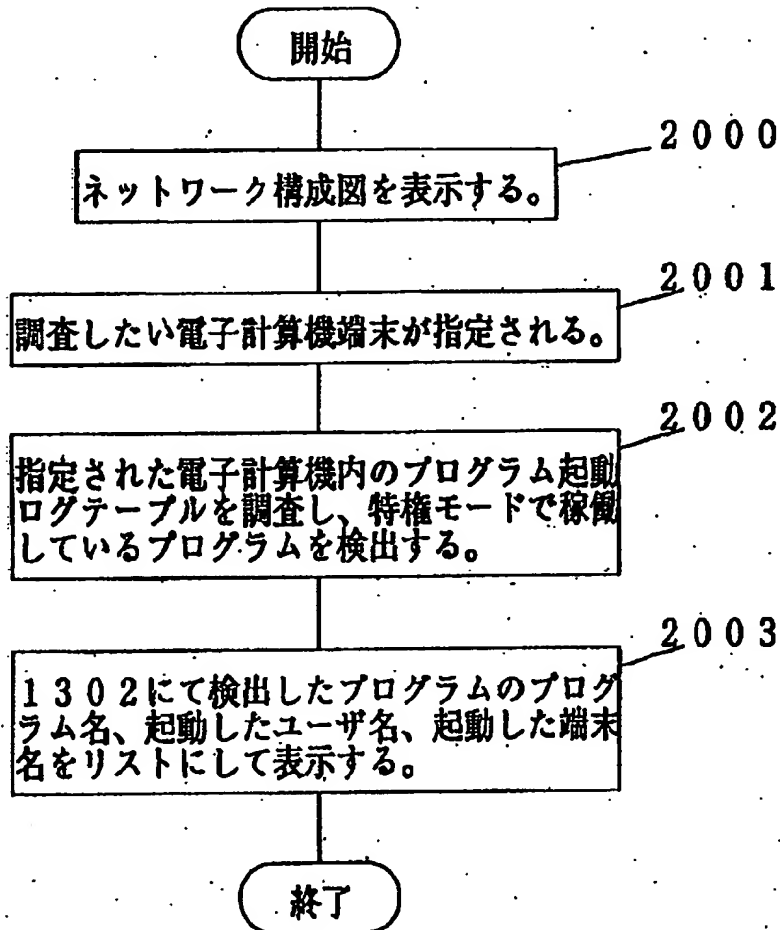 開始
2000
ネットワーク構成図を表示する。
2001
調査したい電子計算機端末が指定される。
2002
指定された電子計算機内のプログラム起動
ログテーブルを調査し、特権モードで稼働
しているプログラムを検出する。
2003
1302にて検出したプログラムのプログ
ラム名、起動したユーザ名、起動した端末
名をリストにして表示する。
終了